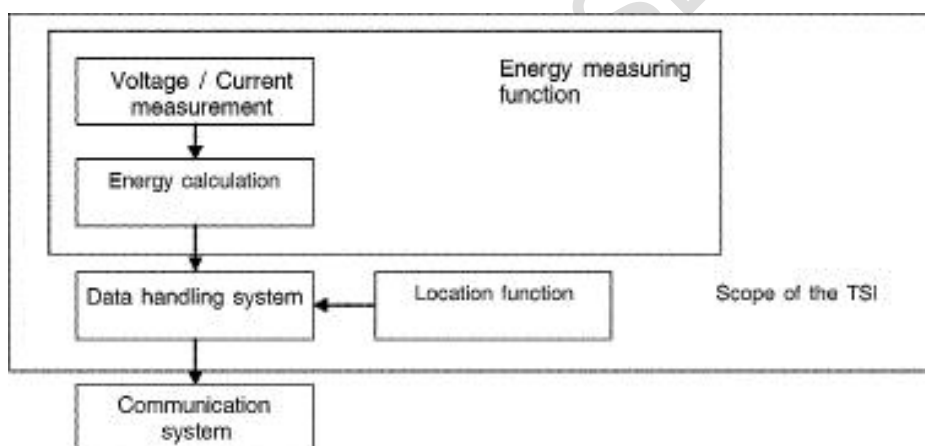 Voltage / Current
measurement
Energy measuring
function
Energy calculation
Data handling system
Location function
Scope of the TSI
Communication
system